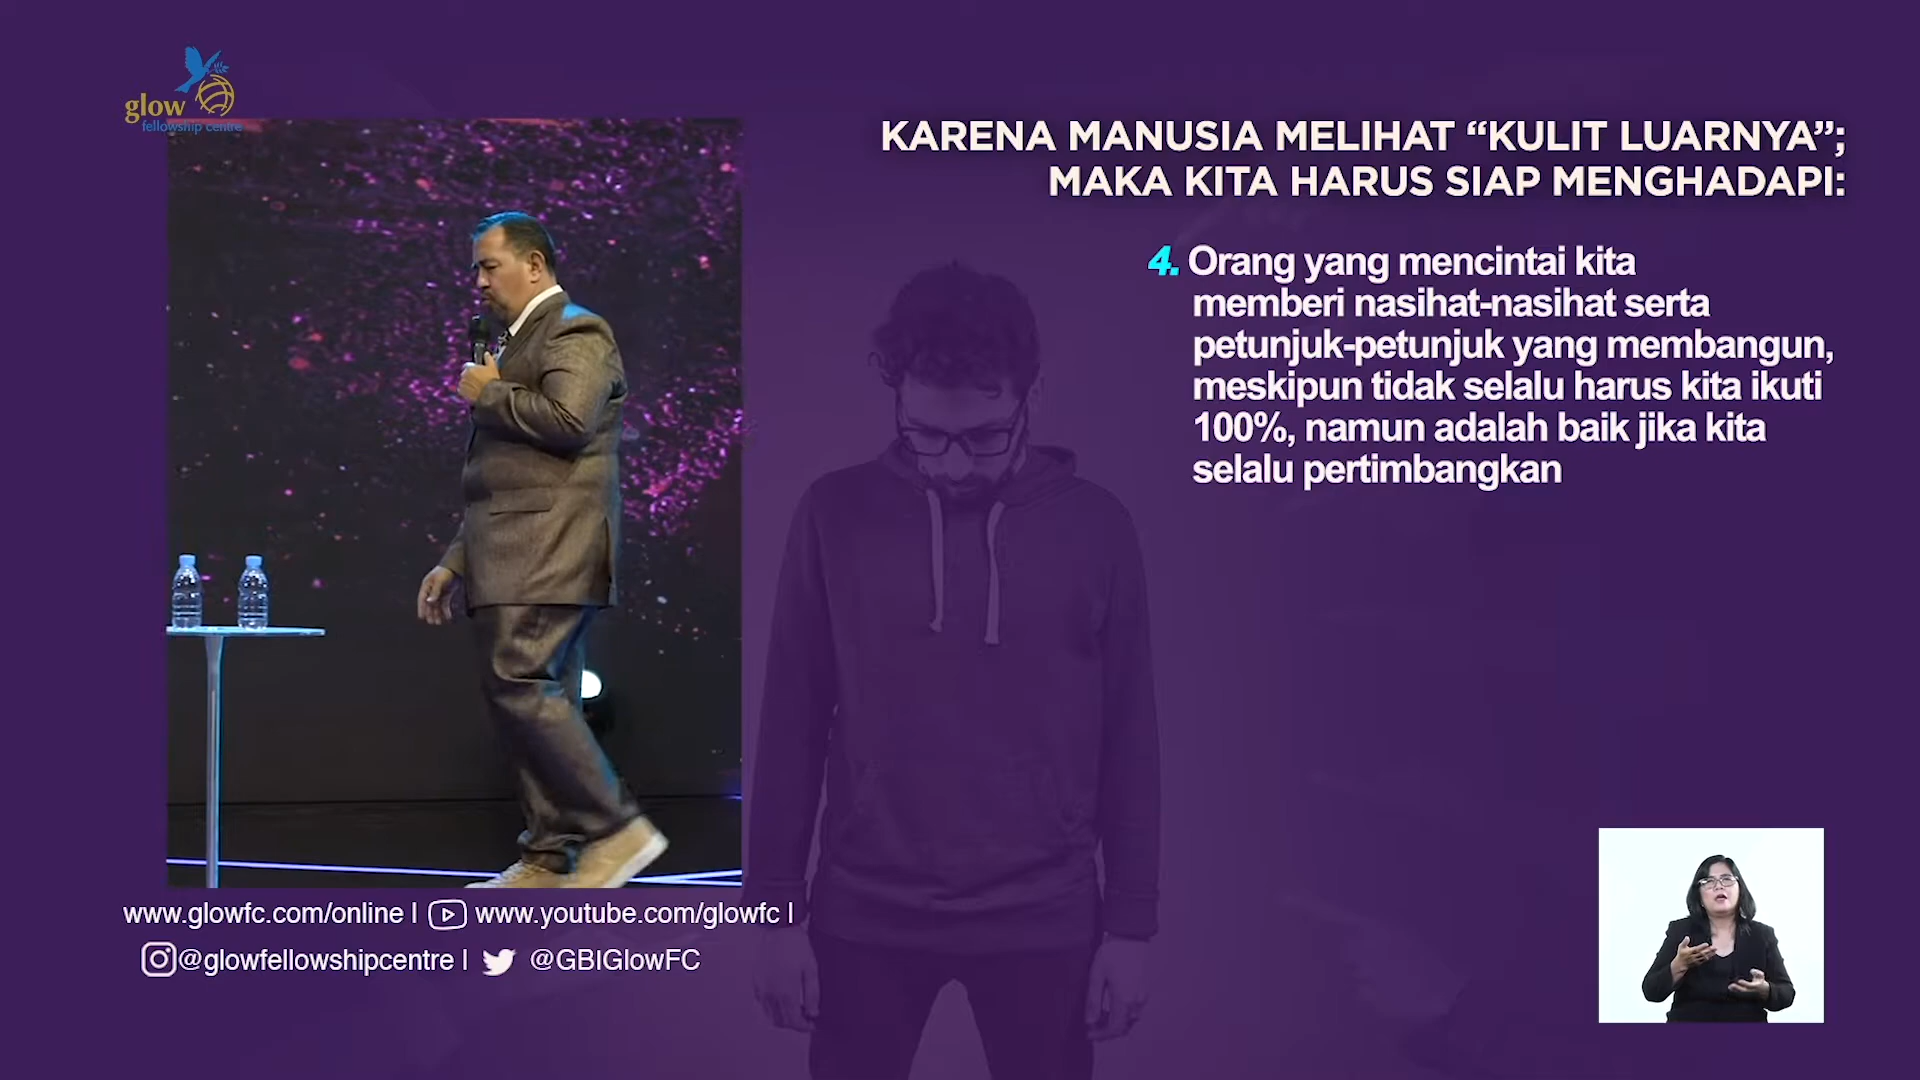 glow
fellowship centre
KARENA MANUSIA MELIHAT “KULIT LUARNYA”;
MAKA KITA HARUS SIAP MENGHADAPI:
4. Orang yang mencintai kita
memberi nasihat-nasihat serta
petunjuk-petunjuk yang membangun,
meskipun tidak selalu harus kita ikuti
100%, namun adalah baik jika kita
selalu pertimbangkan
www.glowfc.com/online | www.youtube.com/glowfc |
@glowfellowshipcentre | @GBIGlowFC